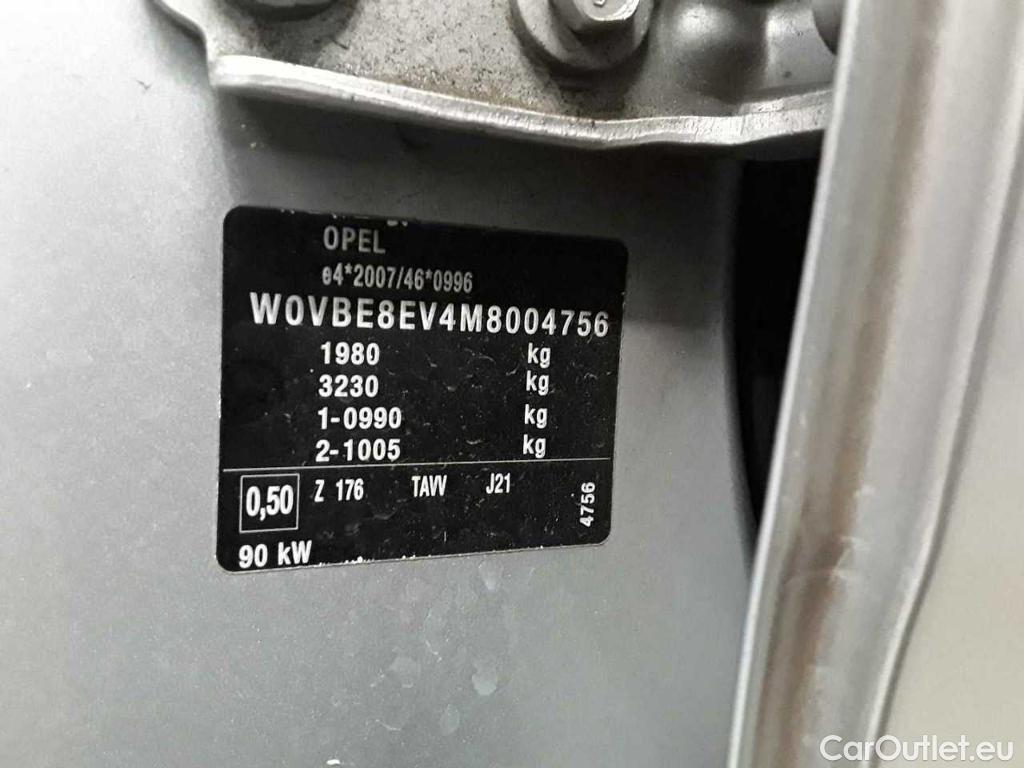 OPEL
e4*2007/46*0996
W0VBE8EV4M8004756
1980 kg
3230 kg
1-0990 kg
2-1005 kg
0,50 Z 176 TAVV J21 4756
90 kW
CarOutlet.eu